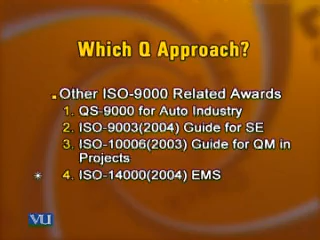 Which Q Approach?
Other ISO-9000 Related Awards
1. QS-9000 for Auto Industry
2. ISO-9003(2004) Guide for SE
3. ISO-10006(2003) Guide for QM in
Projects
4. ISO-14000(2004) EMS
VU